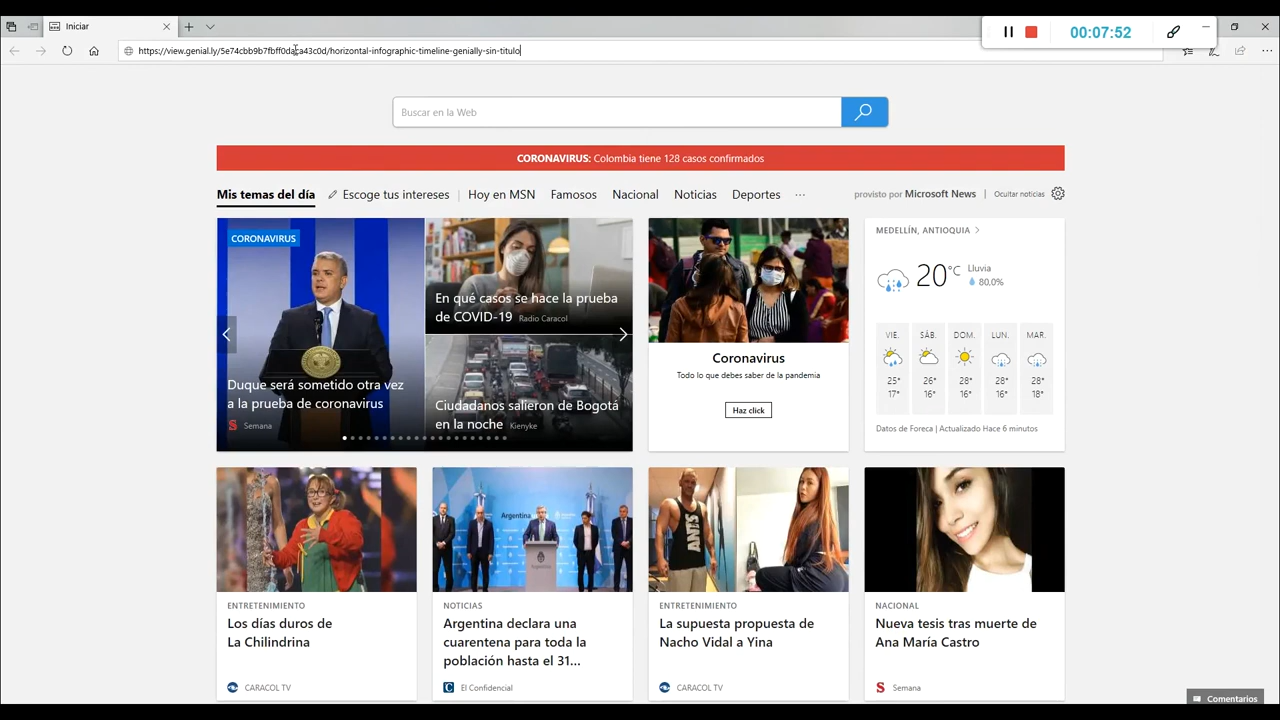 Iniciar
00:07:52
https://view.genial.ly/5e74cbb9b7fbff0daca43c0d/horizontal-infographic-timeline-genially-sin-titulo
Buscar en la Web
CORONAVIRUS: Colombia tiene 128 casos confirmados
Mis temas del día
Escoge tus intereses
Hoy en MSN
Famosos
Nacional
Noticias
Deportes
...
provisto por Microsoft News
Ocultar noticias
CORONAVIRUS
Duque será sometido otra vez
a la prueba de coronavirus
Semana
En qué casos se hace la prueba
de COVID-19 Radio Caracol
Ciudadanos salieron de Bogotá
en la noche Kienyke
Coronavirus
Todo lo que debes saber de la pandemia
Haz click
MEDELLÍN, ANTIOQUIA
20°C
Lluvia
80,0%
VIE. SÁB. DOM. LUN. MAR.
25° 26° 28° 28° 28°
17° 16° 16° 16° 18°
Datos de Foreca | Actualizado Hace 6 minutos
Argentina
ENTRETENIMIENTO
Los días duros de
La Chilindrina
CARACOL TV
NOTICIAS
Argentina declara una
cuarentena para toda la
población hasta el 31...
El Confidencial
ANTS
ENTRETENIMIENTO
La supuesta propuesta de
Nacho Vidal a Yina
CARACOL TV
NACIONAL
Nueva tesis tras muerte de
Ana María Castro
Semana
Comentarios